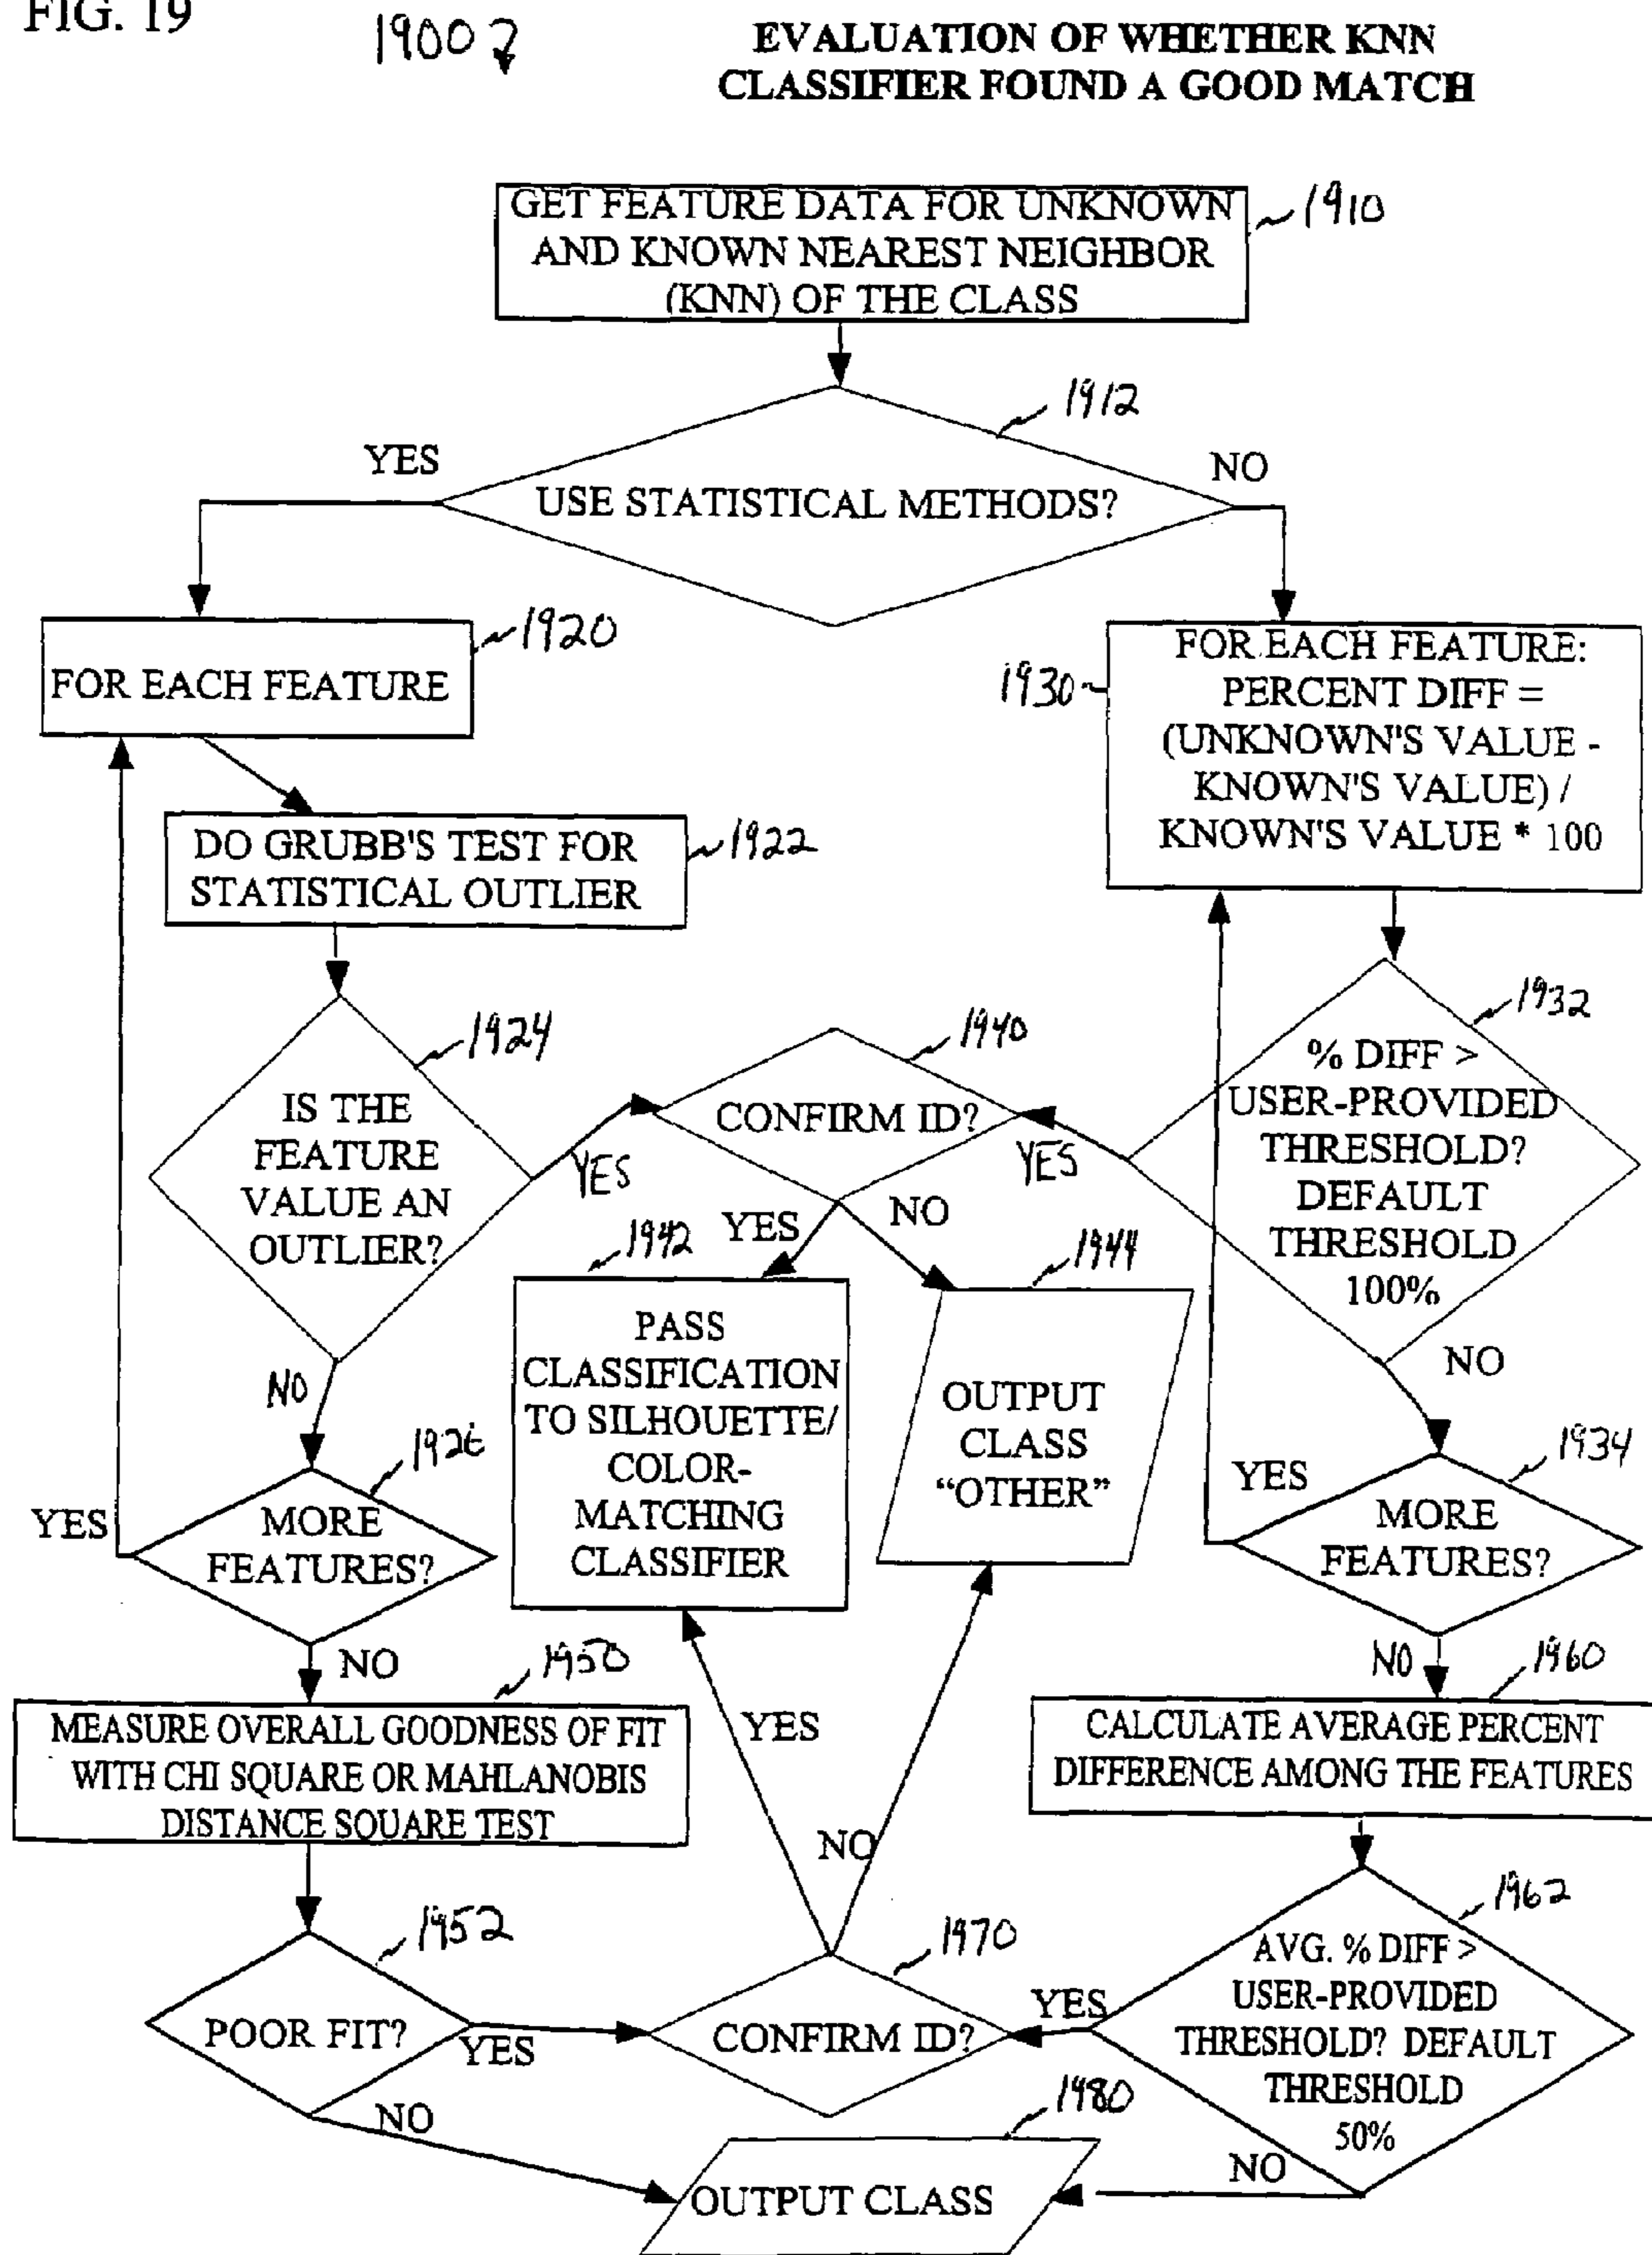 FIG. 19
1900
EVALUATION OF WHETHER KNN
CLASSIFIER FOUND A GOOD MATCH
GET FEATURE DATA FOR UNKNOWN
AND KNOWN NEAREST NEIGHBOR
(KNN) OF THE CLASS
1910
1912
YES
NO
USE STATISTICAL METHODS?
1920
FOR EACH FEATURE
1930
FOR EACH FEATURE:
PERCENT DIFF =
(UNKNOWN'S VALUE -
KNOWN'S VALUE) /
KNOWN'S VALUE * 100
DO GRUBB'S TEST FOR
STATISTICAL OUTLIER
1922
1924
IS THE
FEATURE
VALUE AN
OUTLIER?
YES
NO
1940
CONFIRM ID?
YES
NO
1932
% DIFF >
USER-PROVIDED
THRESHOLD?
DEFAULT
THRESHOLD
100%
YES
NO
1942
PASS
CLASSIFICATION
TO SILHOUETTE/
COLOR-
MATCHING
CLASSIFIER
1944
OUTPUT
CLASS
“OTHER”
1926
MORE
FEATURES?
YES
NO
1934
MORE
FEATURES?
YES
NO
1950
MEASURE OVERALL GOODNESS OF FIT
WITH CHI SQUARE OR MAHLANOBIS
DISTANCE SQUARE TEST
1960
CALCULATE AVERAGE PERCENT
DIFFERENCE AMONG THE FEATURES
YES
NO
1952
POOR FIT?
YES
NO
1970
CONFIRM ID?
1962
AVG. % DIFF >
USER-PROVIDED
THRESHOLD? DEFAULT
THRESHOLD
50%
YES
NO
1980
OUTPUT CLASS